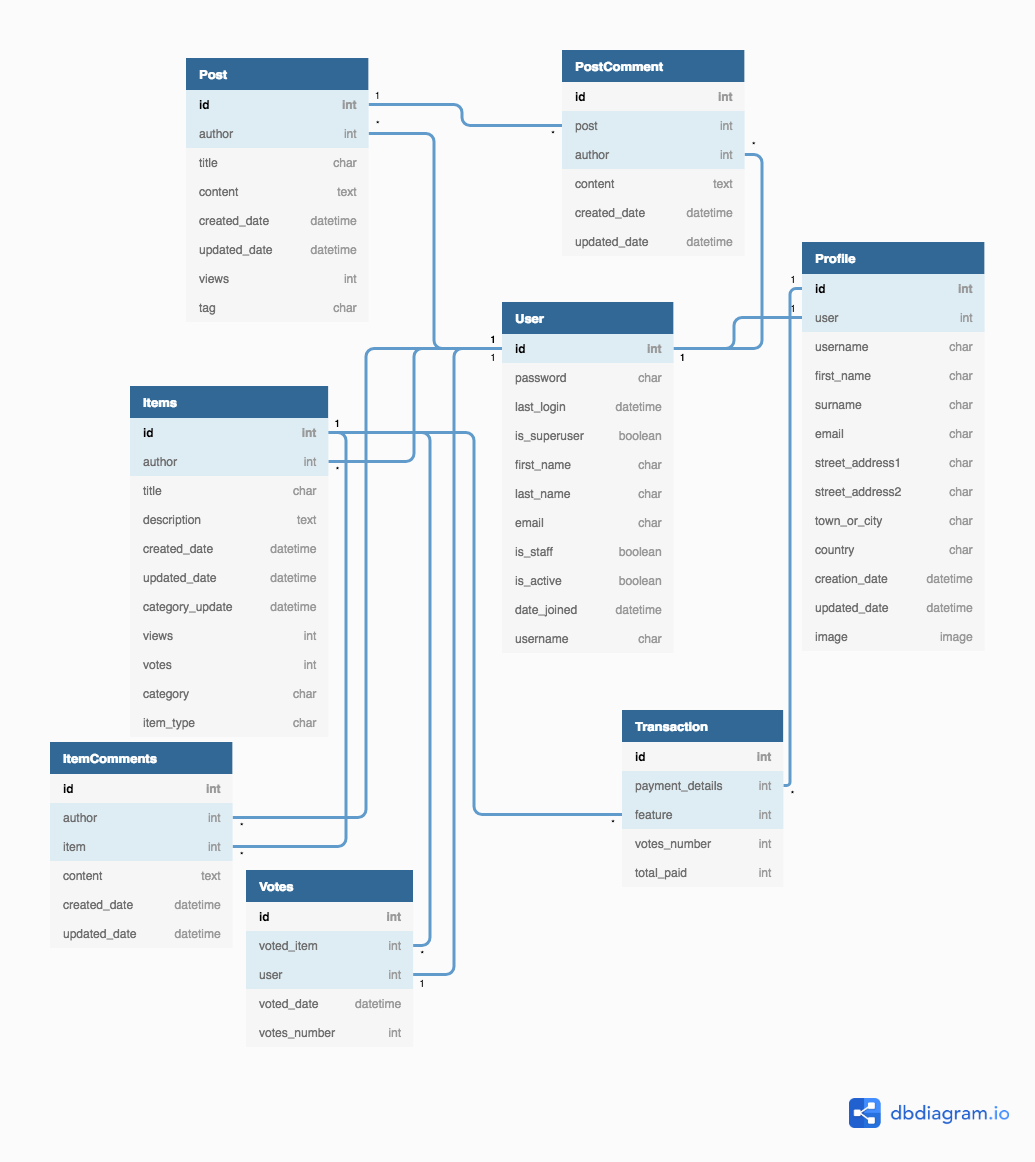 Post
id int
author int
title char
content text
created_date datetime
updated_date datetime
views int
tag char
1
*
PostComment
id int
post int
author int
content text
created_date datetime
updated_date datetime
*
*
Profile
id int
user int
username char
first_name char
surname char
email char
street_address1 char
street_address2 char
town_or_city char
country char
creation_date datetime
updated_date datetime
image image
1
1
User
id int
password char
last_login datetime
is_superuser boolean
first_name char
last_name char
email char
is_staff boolean
is_active boolean
date_joined datetime
username char
1
1
1
Items
id int
author int
title char
description text
created_date datetime
updated_date datetime
category_update datetime
views int
votes int
category char
item_type char
1
*
Transaction
id int
payment_details int
feature int
votes_number int
total_paid int
*
*
ItemComments
id int
author int
item int
content text
created_date datetime
updated_date datetime
*
*
Votes
id int
voted_item int
user int
voted_date datetime
votes_number int
*
1
dbdiagram.io